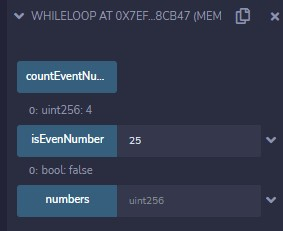 WHILELOOP AT 0X7EF...8CB47 (MEM
countEventNu...
0: uint256: 4
isEvenNumber 25
0: bool: false
numbers uint256